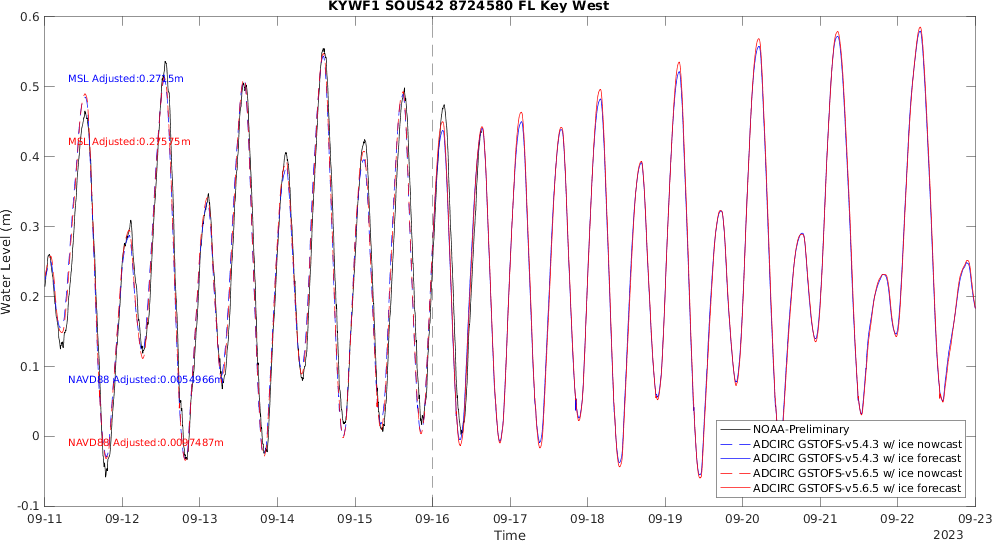 KYWF1 SOUS42 8724580 FL Key West
0.6
0.5
0.4
0.3
0.2
0.1
0
-0.1
Water Level (m)
MSL Adjusted:0.2715m
MSL Adjusted:0.27575m
NAVD88 Adjusted:0.0054966m
NAVD88 Adjusted:0.0097487m
NOAA-Preliminary
ADCIRC GSTOFS-v5.4.3 w/ ice nowcast
ADCIRC GSTOFS-v5.4.3 w/ ice forecast
ADCIRC GSTOFS-v5.6.5 w/ ice nowcast
ADCIRC GSTOFS-v5.6.5 w/ ice forecast
09-11 09-12 09-13 09-14 09-15 09-16 09-17 09-18 09-19 09-20 09-21 09-22 09-23
Time
2023